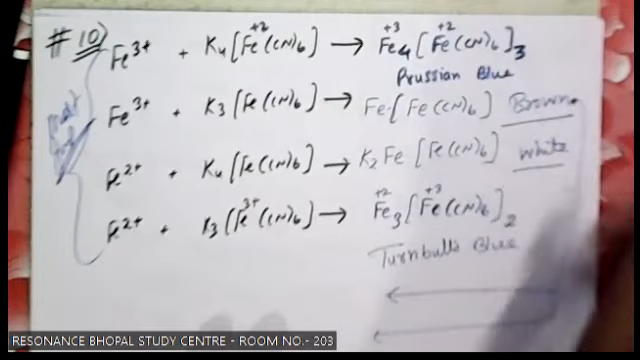 # 10)
+2 +3 +2
Fe3+ + K4[Fe(CN)6] → Fe4[Fe(CN)6]3
Prussian Blue
Fe3+ + K3[Fe(CN)6] → Fe[Fe(CN)6] Brown
Fe2+ + K4[Fe(CN)6] → K2Fe[Fe(CN)6] white
3+ +2 +3
Fe2+ + K3[Fe(CN)6] → Fe3[Fe(CN)6]2
Turnbull's Blue
RESONANCE BHOPAL STUDY CENTRE - ROOM NO.- 203